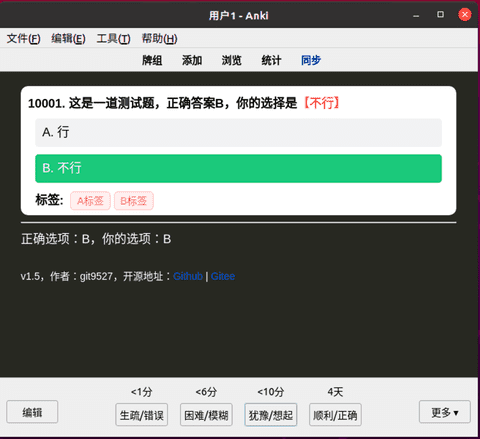 用户1 - Anki
文件(F) 编辑(E) 工具(T) 帮助(H)
牌组 添加 浏览 统计 同步
10001. 这是一道测试题，正确答案B，你的选择是【不行】
A. 行
B. 不行
标签: A标签 B标签
正确选项：B，你的选项：B
v1.5，作者：git9527，开源地址：Github | Gitee
<1分 <6分 <10分 4天
编辑 生疏/错误 困难/模糊 犹豫/想起 顺利/正确 更多 ▾